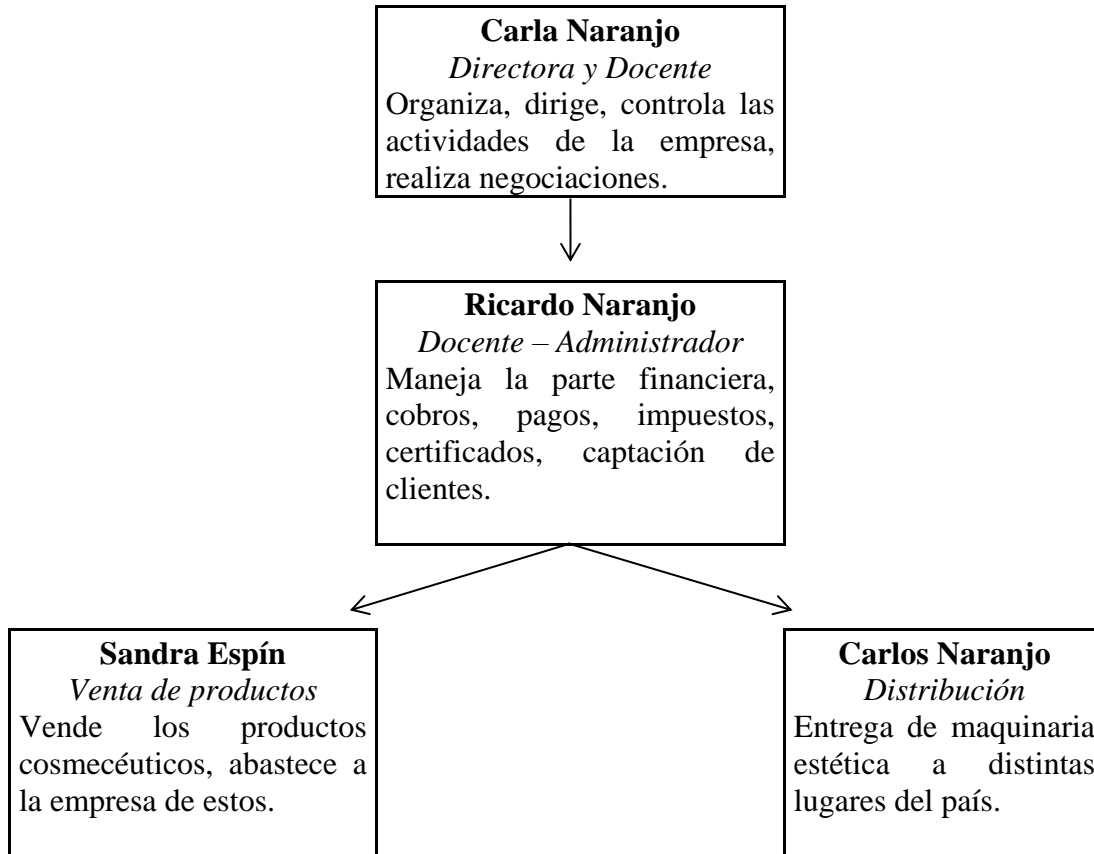 Carla Naranjo
Directora y Docente
Organiza, dirige, controla las
actividades de la empresa,
realiza negociaciones.
Ricardo Naranjo
Docente – Administrador
Maneja la parte financiera,
cobros, pagos, impuestos,
certificados, captación de
clientes.
Sandra Espín
Venta de productos
Vende los productos
cosmecéuticos, abastece a
la empresa de estos.
Carlos Naranjo
Distribución
Entrega de maquinaria
estética a distintas
lugares del país.